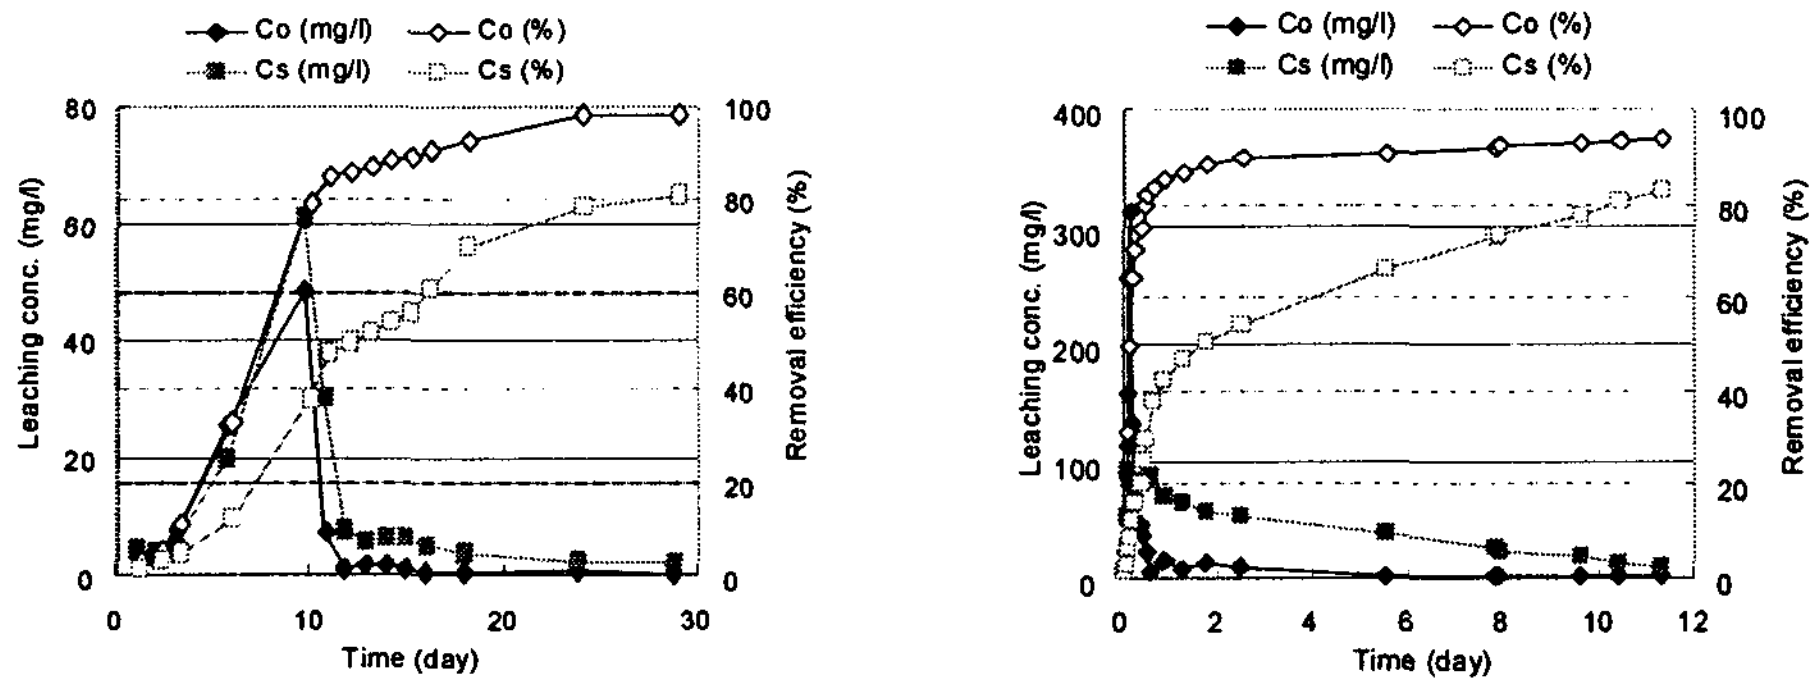 Co (mg/l) Co (%)
Cs (mg/l) Cs (%)
80 100
60 80
40 60
20 40
0 20
0
Leaching conc. (mg/l)
Removal efficiency (%)
0 10 20 30
Time (day)
Co (mg/l) Co (%)
Cs (mg/l) Cs (%)
400 100
300 80
200 60
100 40
0 20
0
Leaching conc. (mg/l)
Removal efficiency (%)
0 2 4 6 8 10 12
Time (day)